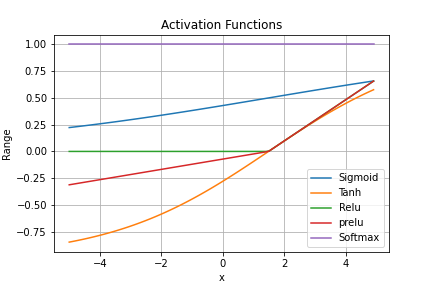 Activation Functions
1.00
0.75
0.50
0.25
0.00
−0.25
−0.50
−0.75
Range
Sigmoid
Tanh
Relu
prelu
Softmax
−4 −2 0 2 4
x